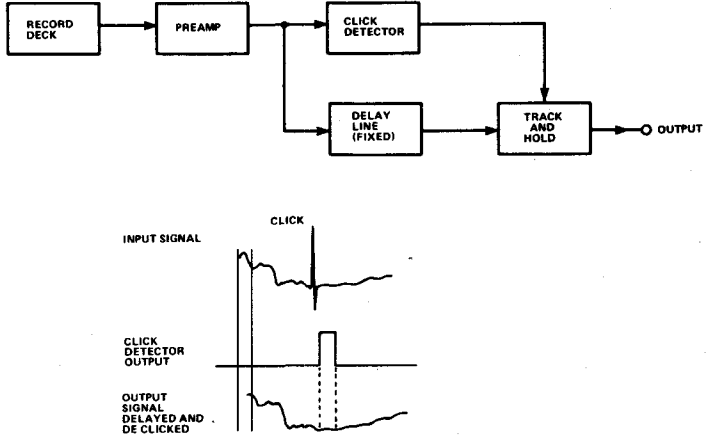 RECORD
DECK
PREAMP
CLICK
DETECTOR
DELAY
LINE
(FIXED)
TRACK
AND
HOLD
OUTPUT
CLICK
INPUT SIGNAL
CLICK
DETECTOR
OUTPUT
OUTPUT
SIGNAL
DELAYED AND
DE CLICKED